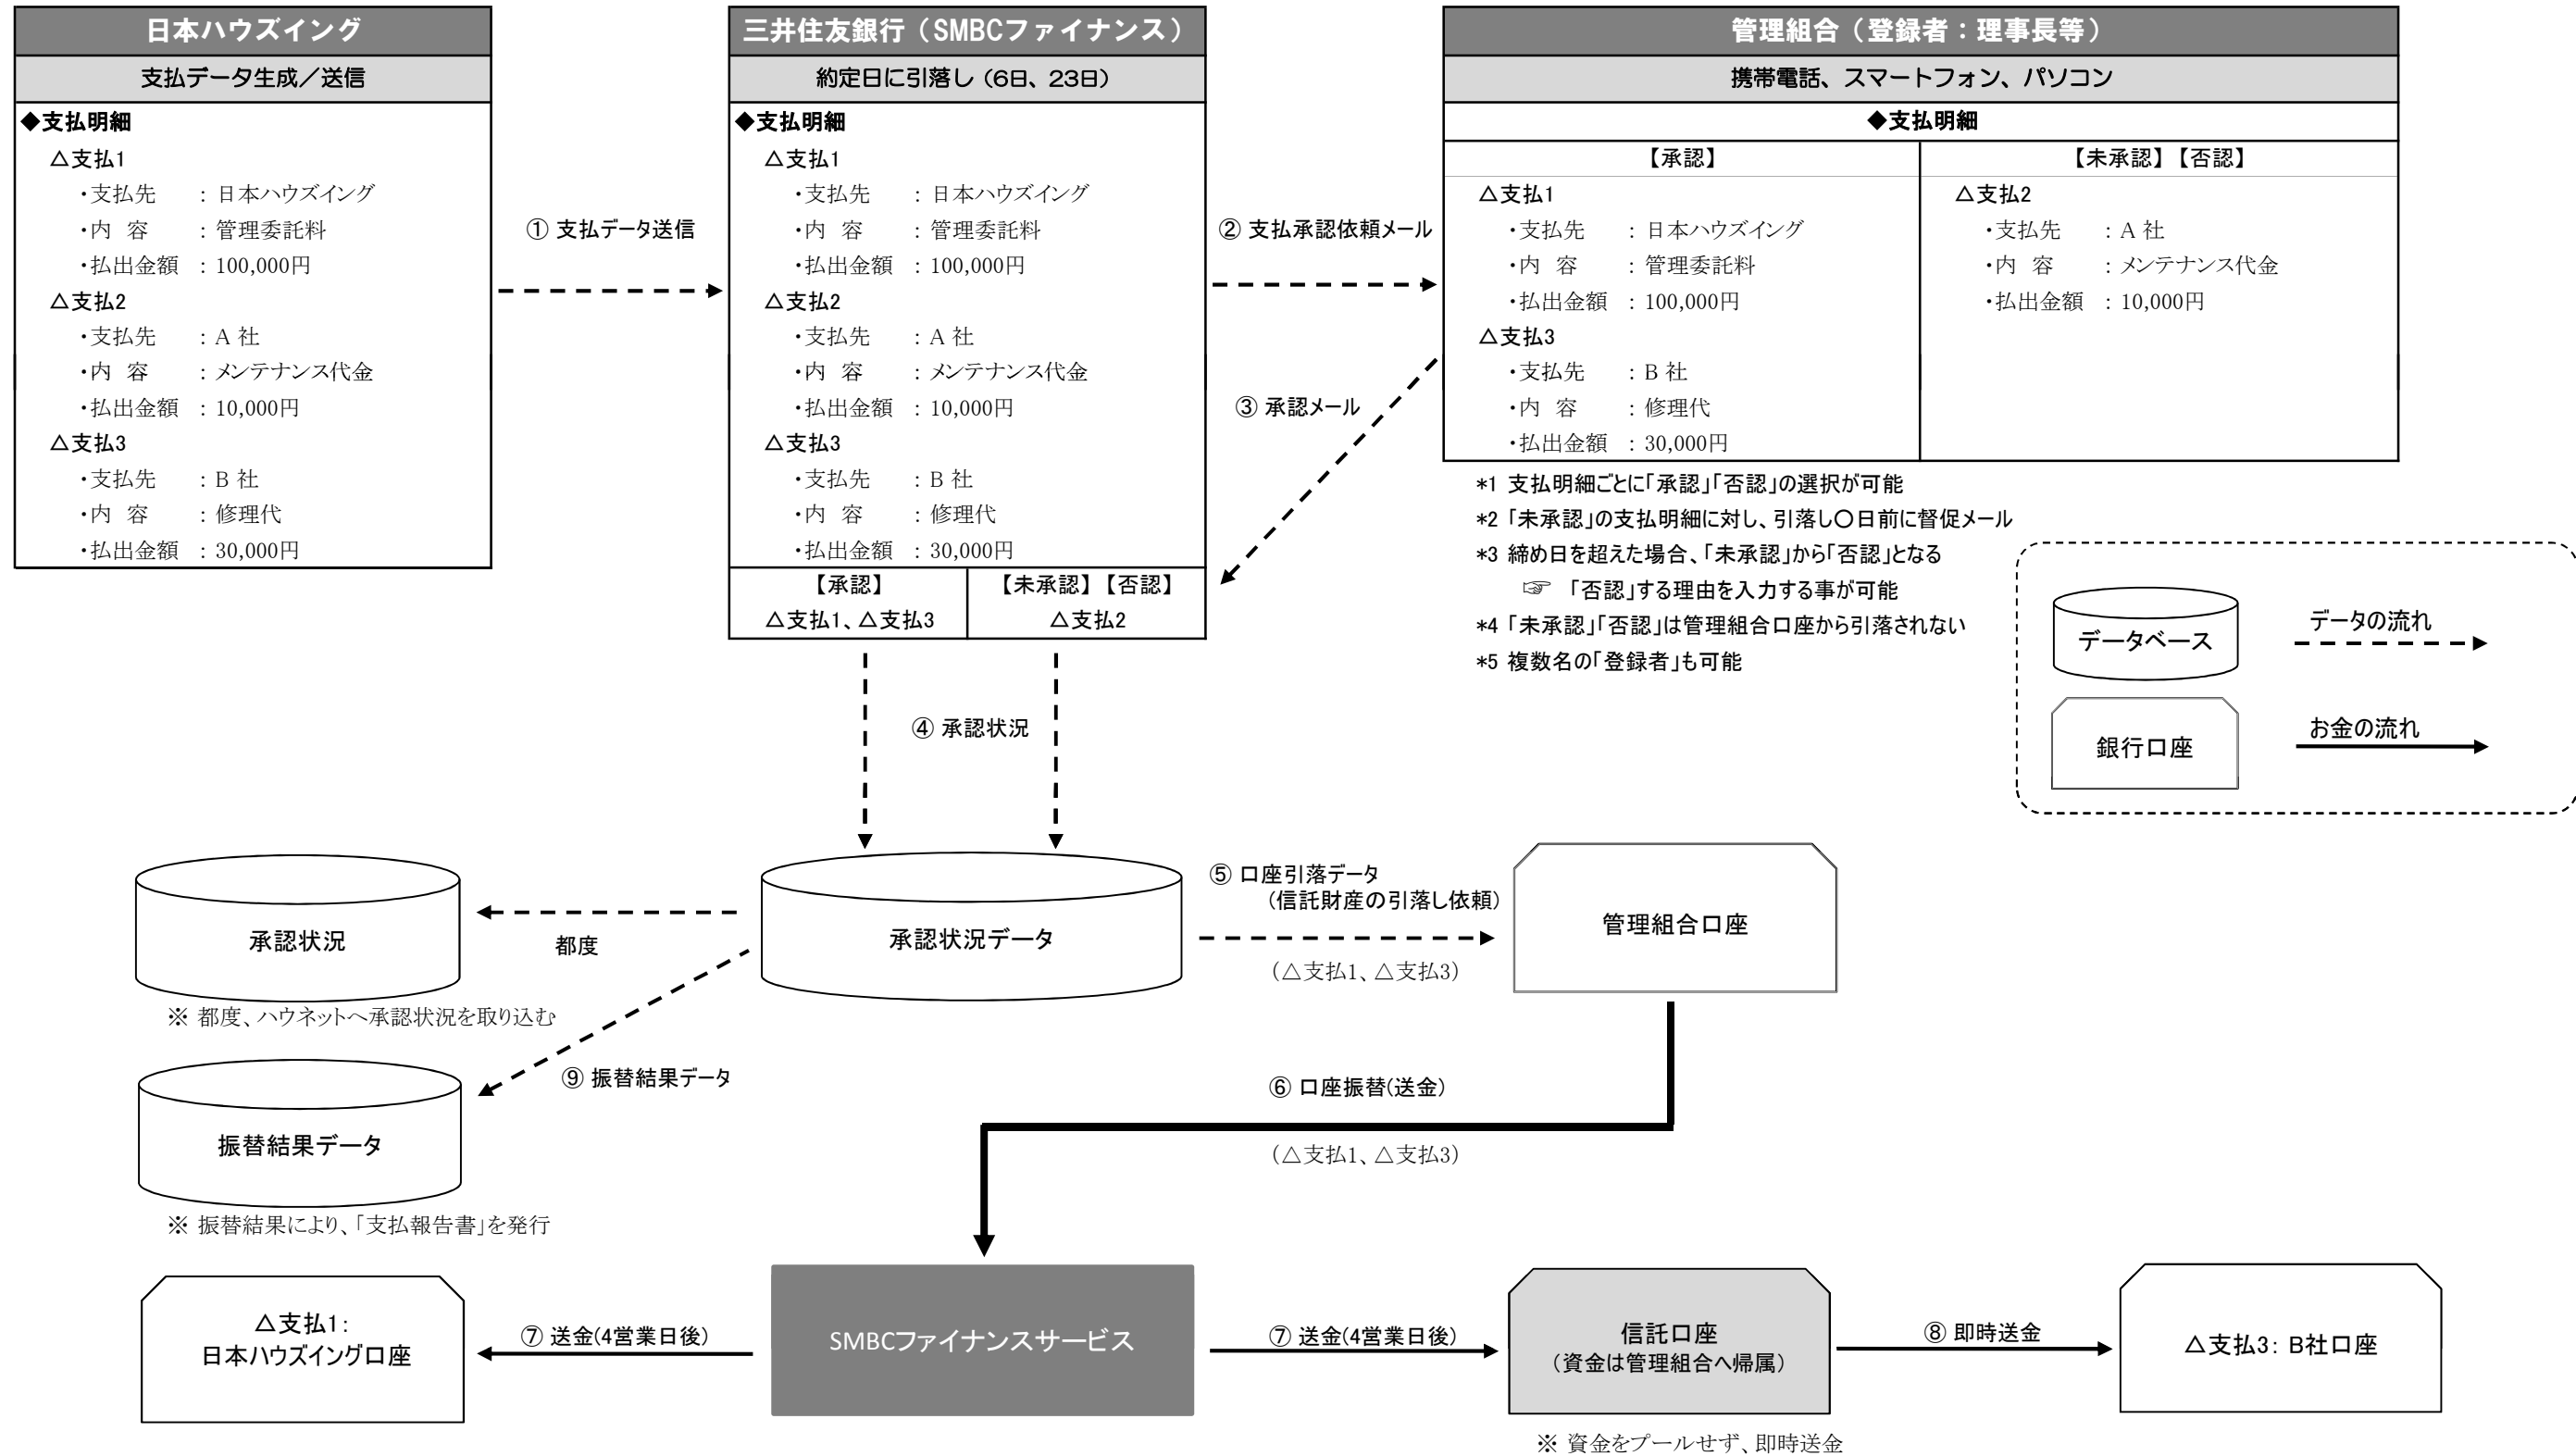 日本ハウズイング
支払データ生成／送信
◆支払明細
△支払1
・支払先 ：日本ハウズイング
・内 容 ：管理委託料
・払出金額 ：100,000円
△支払2
・支払先 ：A 社
・内 容 ：メンテナンス代金
・払出金額 ：10,000円
△支払3
・支払先 ：B 社
・内 容 ：修理代
・払出金額 ：30,000円
① 支払データ送信
三井住友銀行（SMBCファイナンス）
約定日に引落し（6日、23日）
◆支払明細
△支払1
・支払先 ：日本ハウズイング
・内 容 ：管理委託料
・払出金額 ：100,000円
△支払2
・支払先 ：A 社
・内 容 ：メンテナンス代金
・払出金額 ：10,000円
△支払3
・支払先 ：B 社
・内 容 ：修理代
・払出金額 ：30,000円
【承認】
△支払1、△支払3
【未承認】【否認】
△支払2
② 支払承認依頼メール
③ 承認メール
管理組合（登録者：理事長等）
携帯電話、スマートフォン、パソコン
◆支払明細
【承認】
△支払1
・支払先 ：日本ハウズイング
・内 容 ：管理委託料
・払出金額 ：100,000円
△支払3
・支払先 ：B 社
・内 容 ：修理代
・払出金額 ：30,000円
【未承認】【否認】
△支払2
・支払先 ：A 社
・内 容 ：メンテナンス代金
・払出金額 ：10,000円
*1 支払明細ごとに「承認」「否認」の選択が可能
*2 「未承認」の支払明細に対し、引落し〇日前に督促メール
*3 締め日を超えた場合、「未承認」から「否認」となる
☞ 「否認」する理由を入力する事が可能
*4 「未承認」「否認」は管理組合口座から引落されない
*5 複数名の「登録者」も可能
データベース
データの流れ
銀行口座
お金の流れ
④ 承認状況
承認状況
都度
承認状況データ
⑤ 口座引落データ
（信託財産の引落し依頼）
（△支払1、△支払3）
管理組合口座
※ 都度、ハウネットへ承認状況を取り込む
⑨ 振替結果データ
振替結果データ
※ 振替結果により、「支払報告書」を発行
⑥ 口座振替(送金)
（△支払1、△支払3）
△支払1：
日本ハウズイング口座
⑦ 送金(4営業日後)
SMBCファイナンスサービス
⑦ 送金(4営業日後)
信託口座
（資金は管理組合へ帰属）
⑧ 即時送金
△支払3：B社口座
※ 資金をプールせず、即時送金